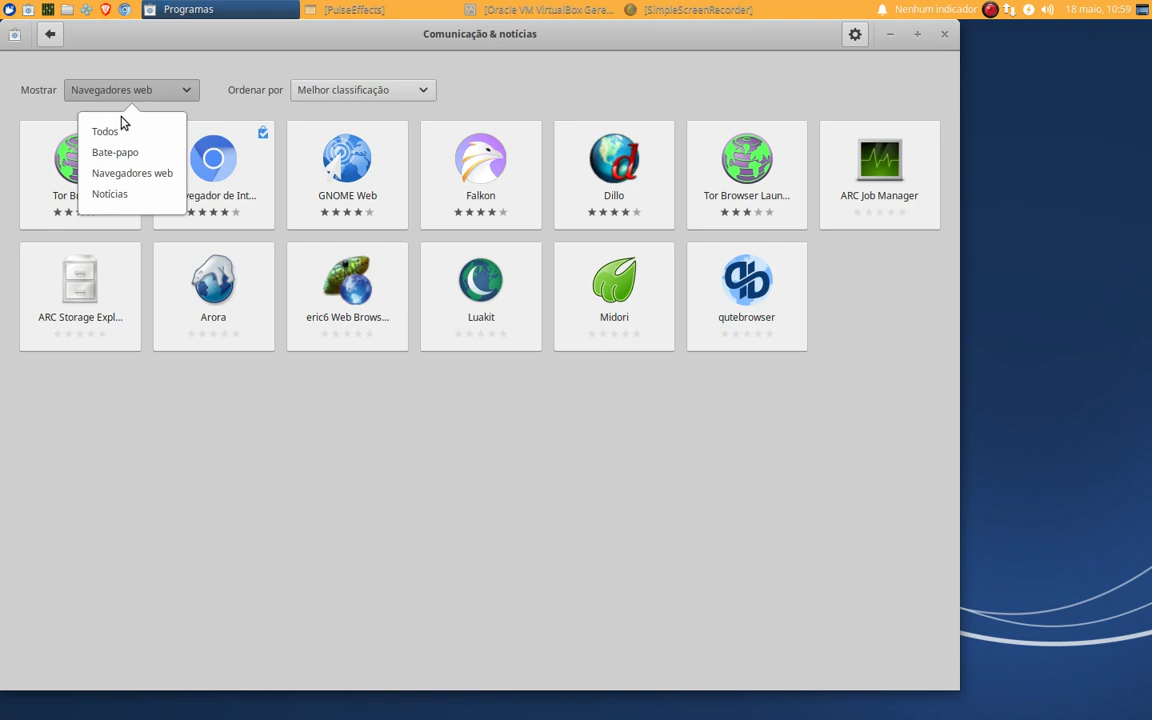 Programas
[PulseEffects]
[Oracle VM VirtualBox Gere...
[SimpleScreenRecorder]
Nenhum indicador
18 maio, 10:59
Comunicação & notícias
Mostrar
Navegadores web
Ordenar por
Melhor classificação
Todos
Bate-papo
Navegadores web
Notícias
Tor B
vegador de Int...
GNOME Web
Falkon
Dillo
Tor Browser Laun...
ARC Job Manager
ARC Storage Expl...
Arora
eric6 Web Brows...
Luakit
Midori
qutebrowser